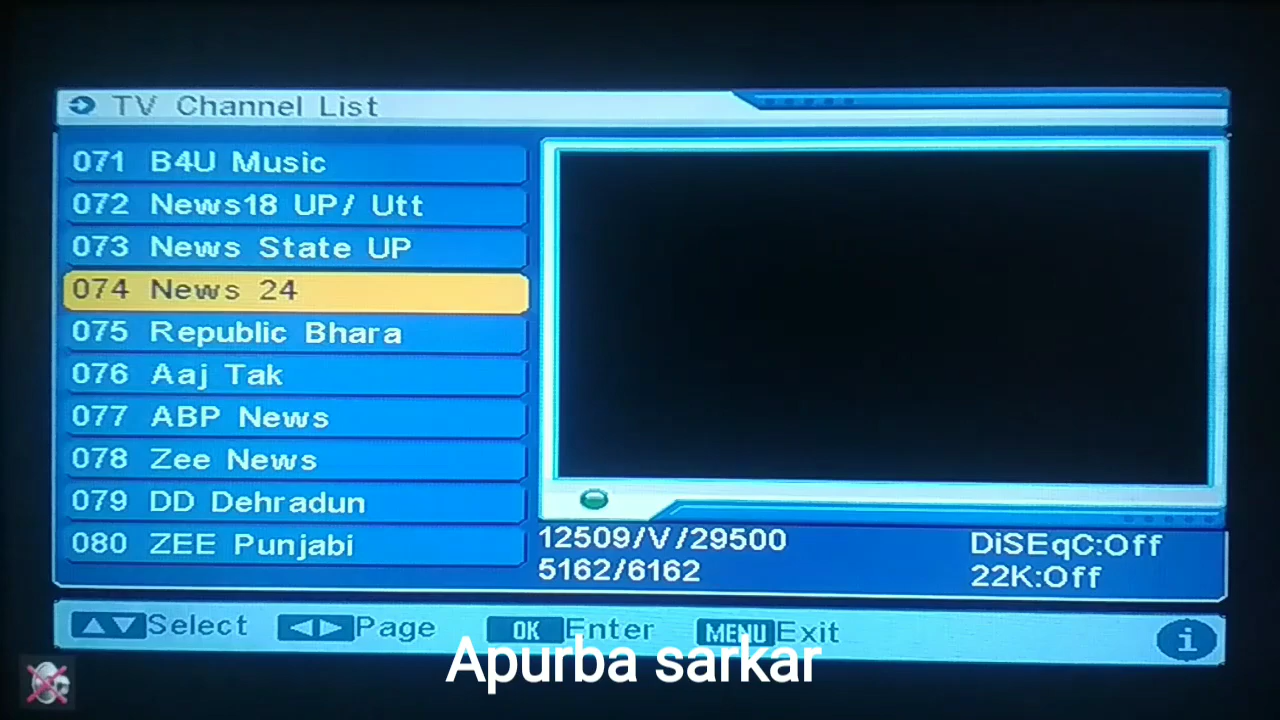 TV Channel List
071 B4U Music
072 News18 UP/ Utt
073 News State UP
074 News 24
075 Republic Bhara
076 Aaj Tak
077 ABP News
078 Zee News
079 DD Dehradun
080 ZEE Punjabi
12509/V/29500
5162/6162
DiSEqC:Off
22K:Off
Select Page OK Enter MENU Exit i
Apurba sarkar